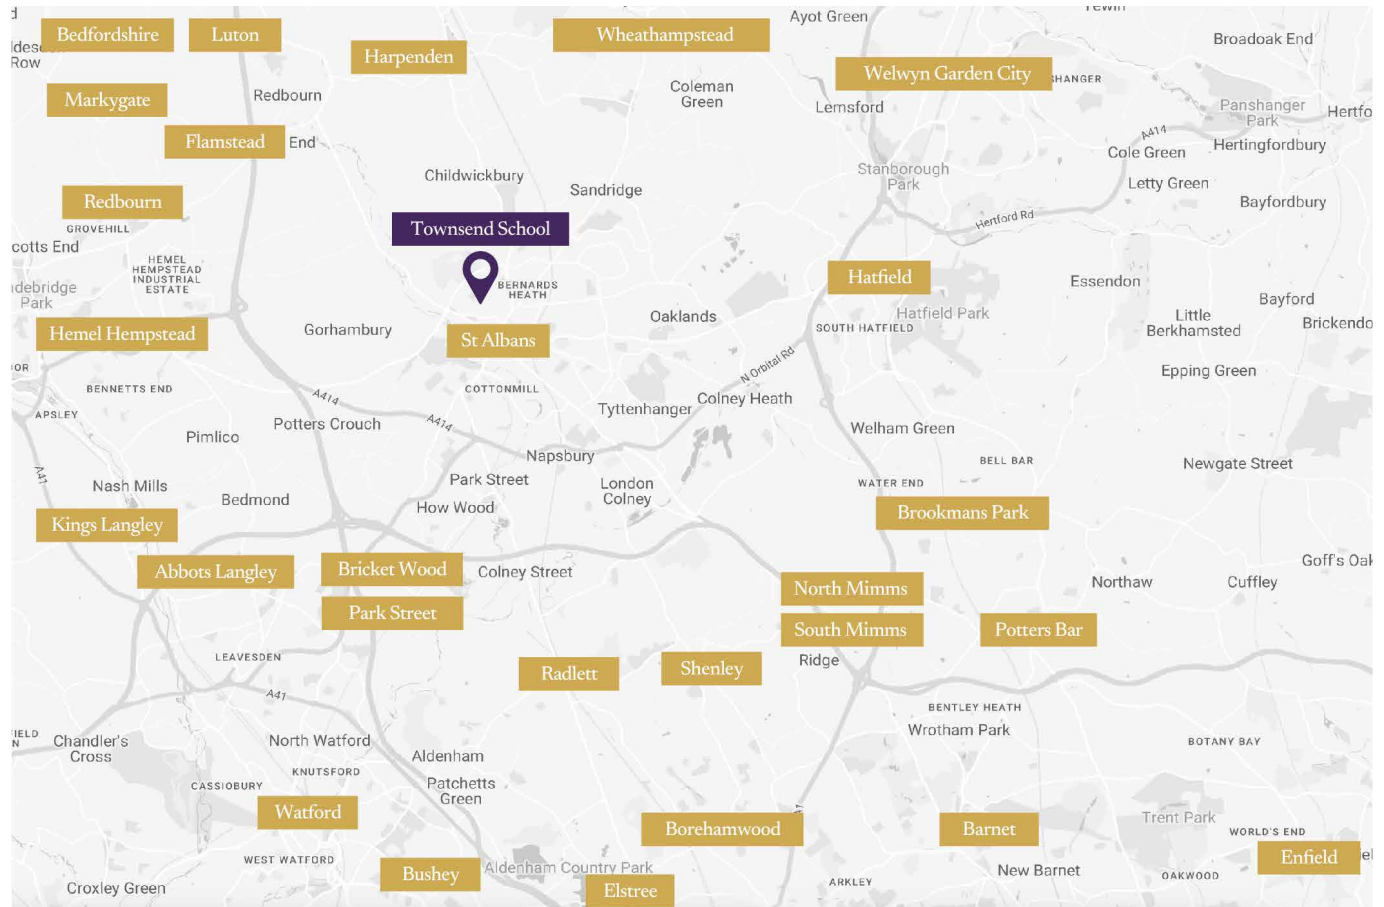 Ayot Green
Tewin
Bedfordshire
Luton
Wheathampstead
Broadoak End
Row
Harpenden
Welwyn Garden City
Coleman
Green
Markygate
Redbourn
Lemsford
Panshanger
Park
Flamstead
End
A414
Cole Green
Hertingfordbury
Childwickbury
Sandridge
Stanborough
Park
Letty Green
Redbourn
Bayfordbury
GROVEHILL
Townsend School
Hertford Rd
HEMEL
HEMPSTEAD
INDUSTRIAL
ESTATE
BERNARDS
HEATH
Hatfield
Essendon
Park
Bayford
Hemel Hempstead
Gorhambury
St Albans
Oaklands
SOUTH HATFIELD
Hatfield Park
Little
Berkhamsted
N Orbital Rd
Epping Green
BENNETTS END
COTTONMILL
A414
Colney Heath
APSLEY
Tyttenhanger
Potters Crouch
A414
Pimlico
Welham Green
Napsbury
BELL BAR
Newgate Street
A41
Nash Mills
Park Street
London
Colney
WATER END
Bedmond
How Wood
Kings Langley
Brookmans Park
Abbots Langley
Bricket Wood
Colney Street
North Mimms
Northaw
Cuffley
Goff's Oak
Park Street
South Mimms
Potters Bar
LEAVESDEN
Radlett
Shenley
Ridge
A41
BENTLEY HEATH
Chandler's
Cross
North Watford
Wrotham Park
BOTANY BAY
Aldenham
KNUTSFORD
CASSIOBURY
Patchetts
Green
Watford
Borehamwood
Barnet
Trent Park
WORLD'S END
WEST WATFORD
Bushey
Aldenham Country Park
Enfield
Croxley Green
Elstree
ARKLEY
New Barnet
OAKWOOD